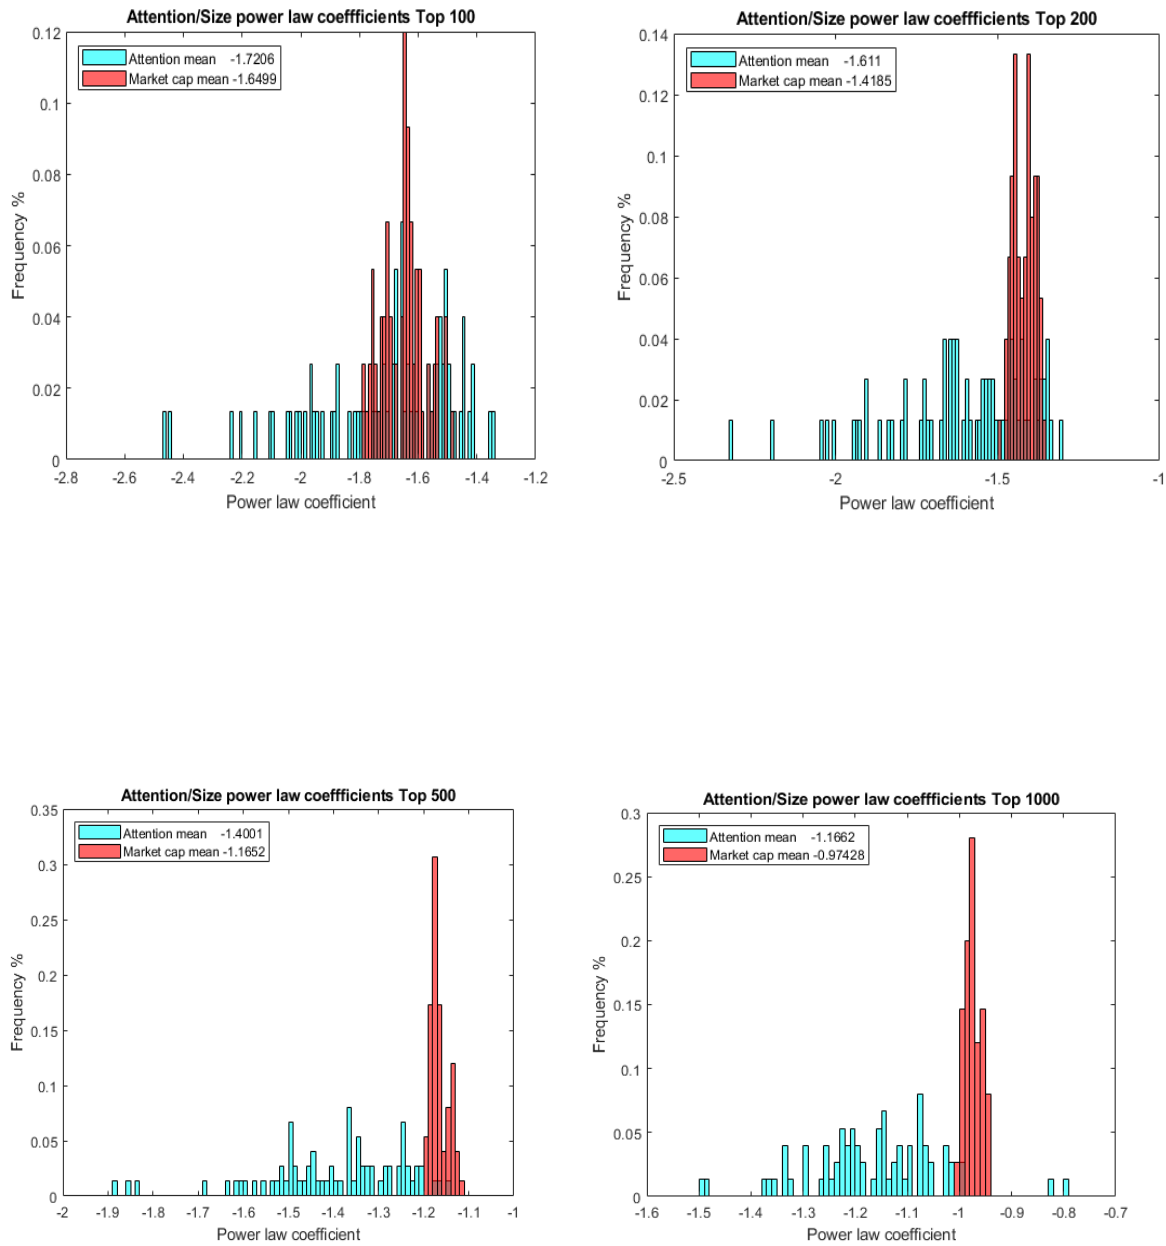 Attention/Size power law coeffficients Top 100
Attention mean -1.7206
Market cap mean -1.6499
Frequency %
0.12
0.1
0.08
0.06
0.04
0.02
0
-2.8 -2.6 -2.4 -2.2 -2 -1.8 -1.6 -1.4 -1.2
Power law coefficient
Attention/Size power law coeffficients Top 200
Attention mean -1.611
Market cap mean -1.4185
Frequency %
0.14
0.12
0.1
0.08
0.06
0.04
0.02
0
-2.5 -2 -1.5 -1
Power law coefficient
Attention/Size power law coeffficients Top 500
Attention mean -1.4001
Market cap mean -1.1652
Frequency %
0.35
0.3
0.25
0.2
0.15
0.1
0.05
0
-2 -1.9 -1.8 -1.7 -1.6 -1.5 -1.4 -1.3 -1.2 -1.1 -1
Power law coefficient
Attention/Size power law coeffficients Top 1000
Attention mean -1.1662
Market cap mean -0.97428
Frequency %
0.3
0.25
0.2
0.15
0.1
0.05
0
-1.6 -1.5 -1.4 -1.3 -1.2 -1.1 -1 -0.9 -0.8 -0.7
Power law coefficient